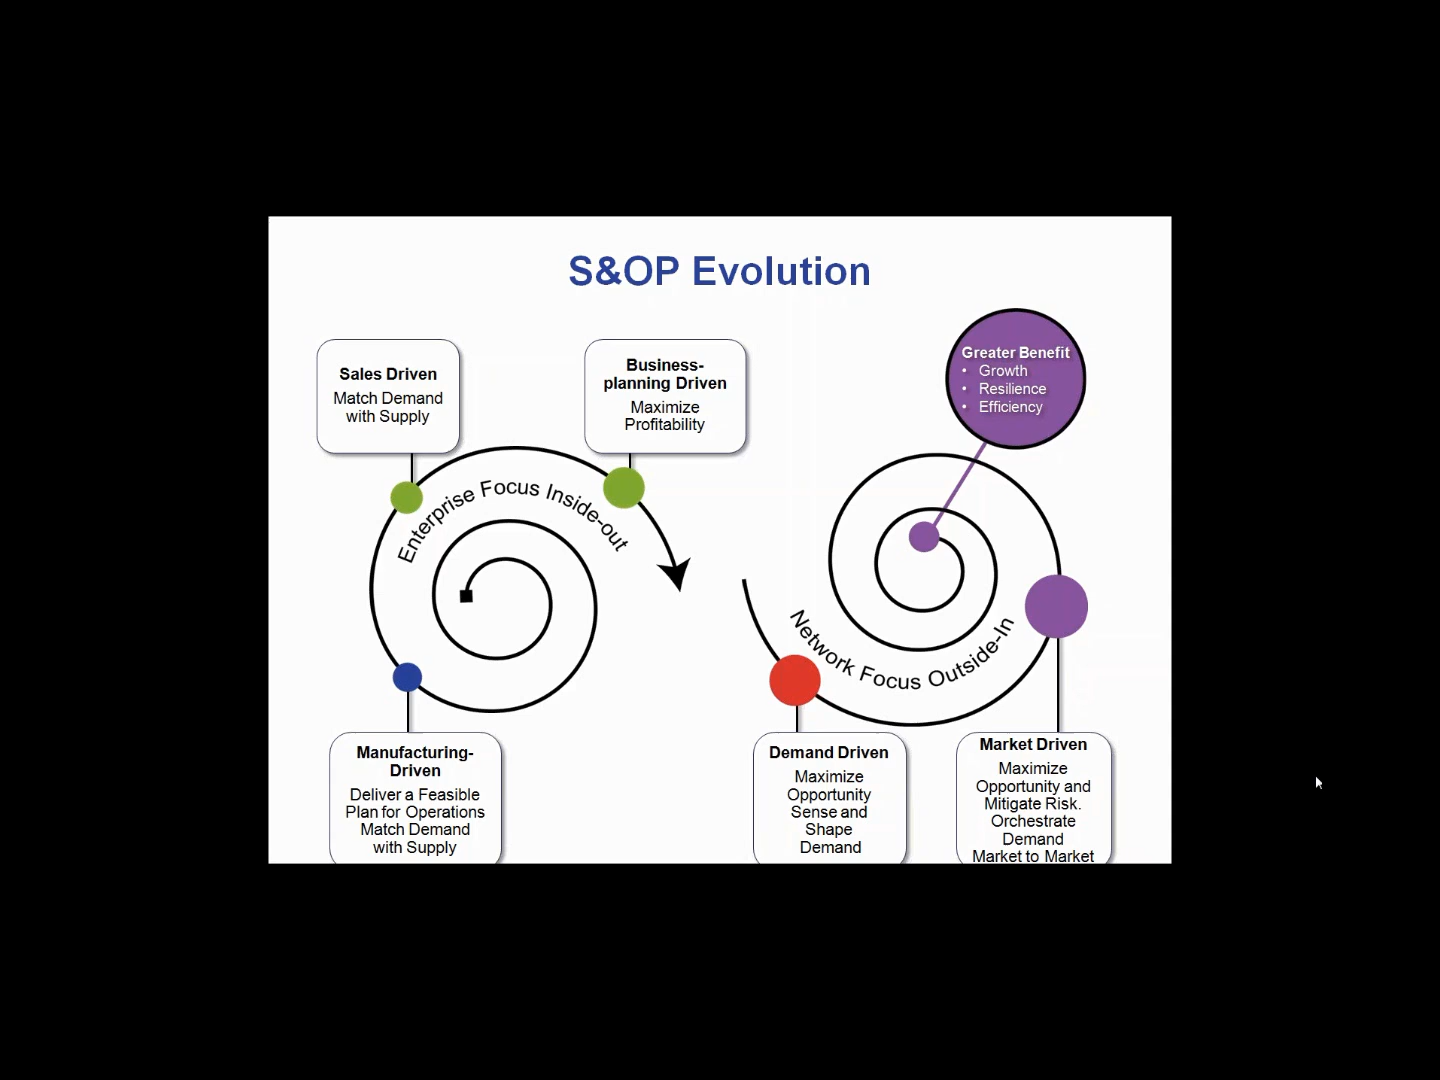 S&OP Evolution
Sales Driven
Match Demand
with Supply
Business-
planning Driven
Maximize
Profitability
Greater Benefit
• Growth
• Resilience
• Efficiency
Enterprise Focus Inside-out
Network Focus Outside-In
Manufacturing-
Driven
Deliver a Feasible
Plan for Operations
Match Demand
with Supply
Demand Driven
Maximize
Opportunity
Sense and
Shape
Demand
Market Driven
Maximize
Opportunity and
Mitigate Risk.
Orchestrate
Demand
Market to Market